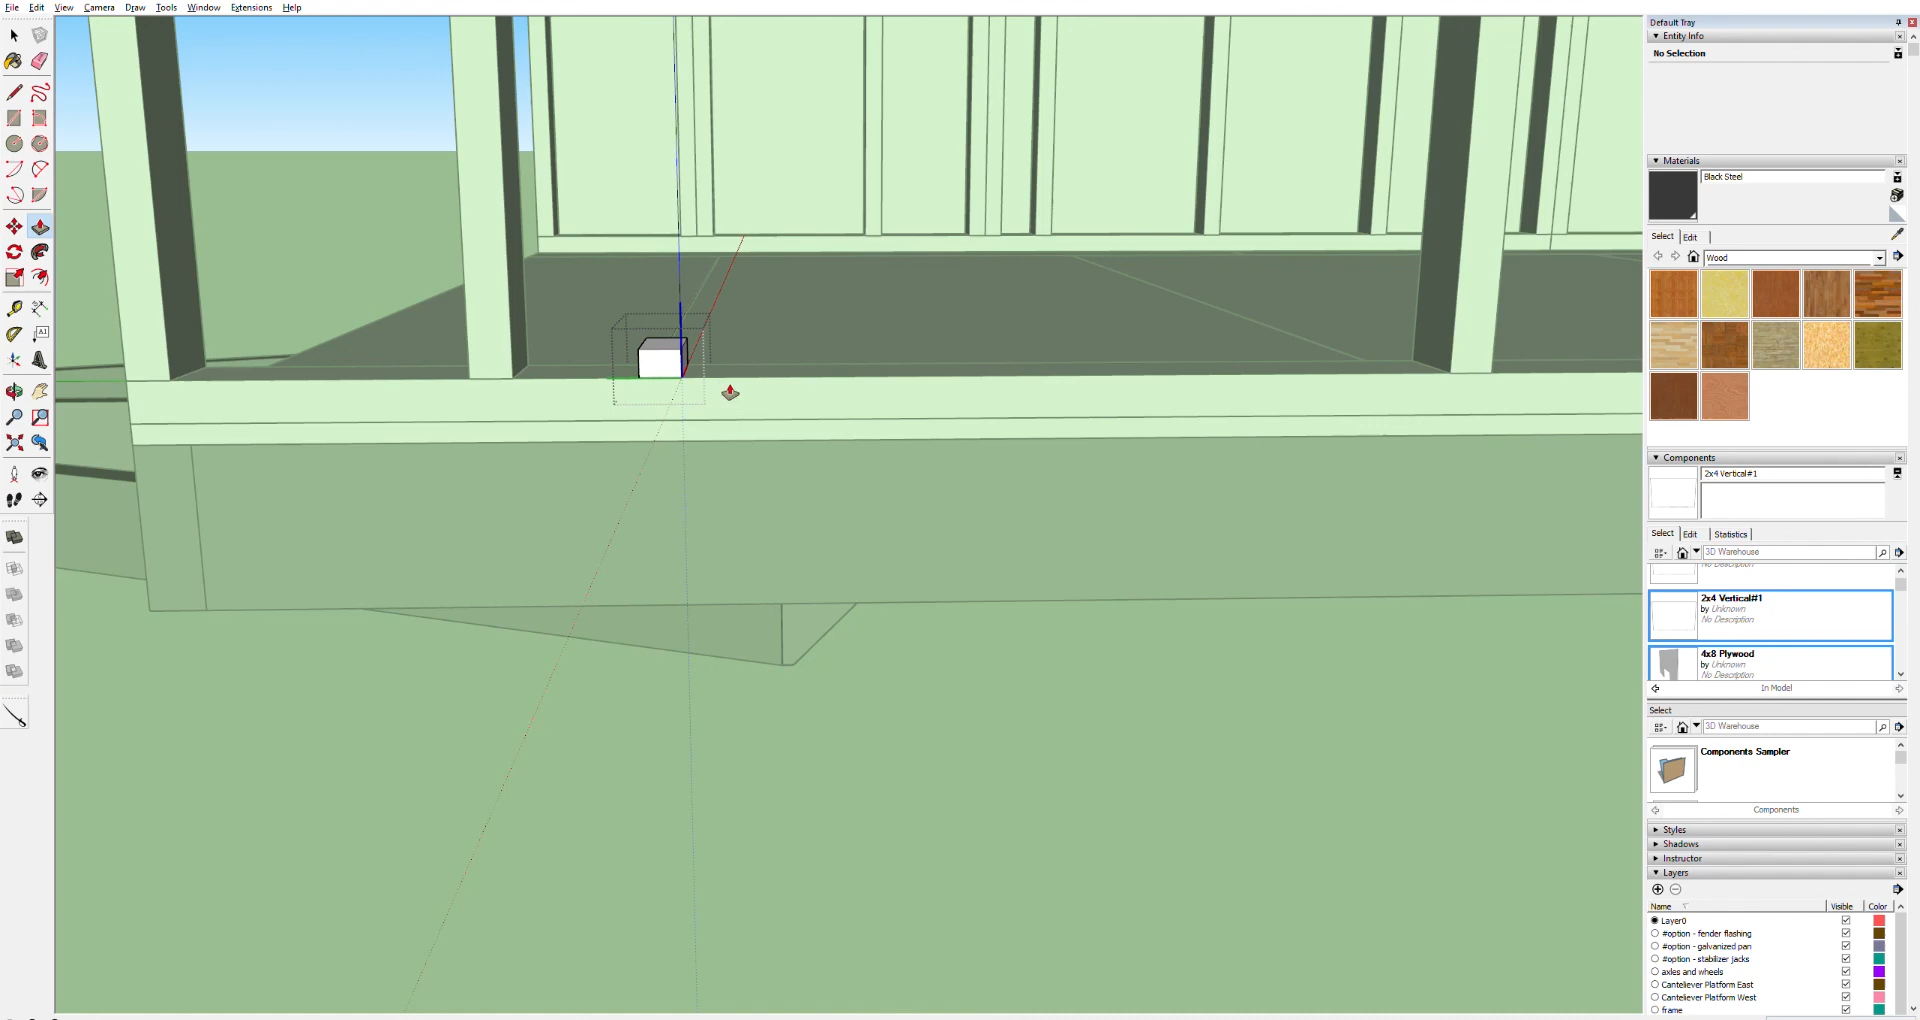 File Edit View Camera Draw Tools Window Extensions Help
Default Tray
Entity Info
No Selection
Materials
Black Steel
Select Edit
Wood
Components
2x4 Vertical#1
Select Edit Statistics
3D Warehouse
No Description
2x4 Vertical#1
by Unknown
No Description
4x8 Plywood
by Unknown
No Description
In Model
Select
3D Warehouse
Components Sampler
Components
Styles
Shadows
Instructor
Layers
Name Visible Color
Layer0
#option - fender flashing
#option - galvanized pan
#option - stabilizer jacks
axles and wheels
Canteliever Platform East
Canteliever Platform West
frame